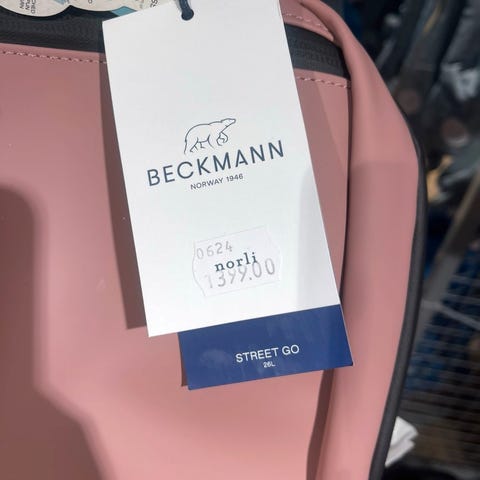 BECKMANN
NORWAY 1946
0624
norli
1399.00
STREET GO
26L